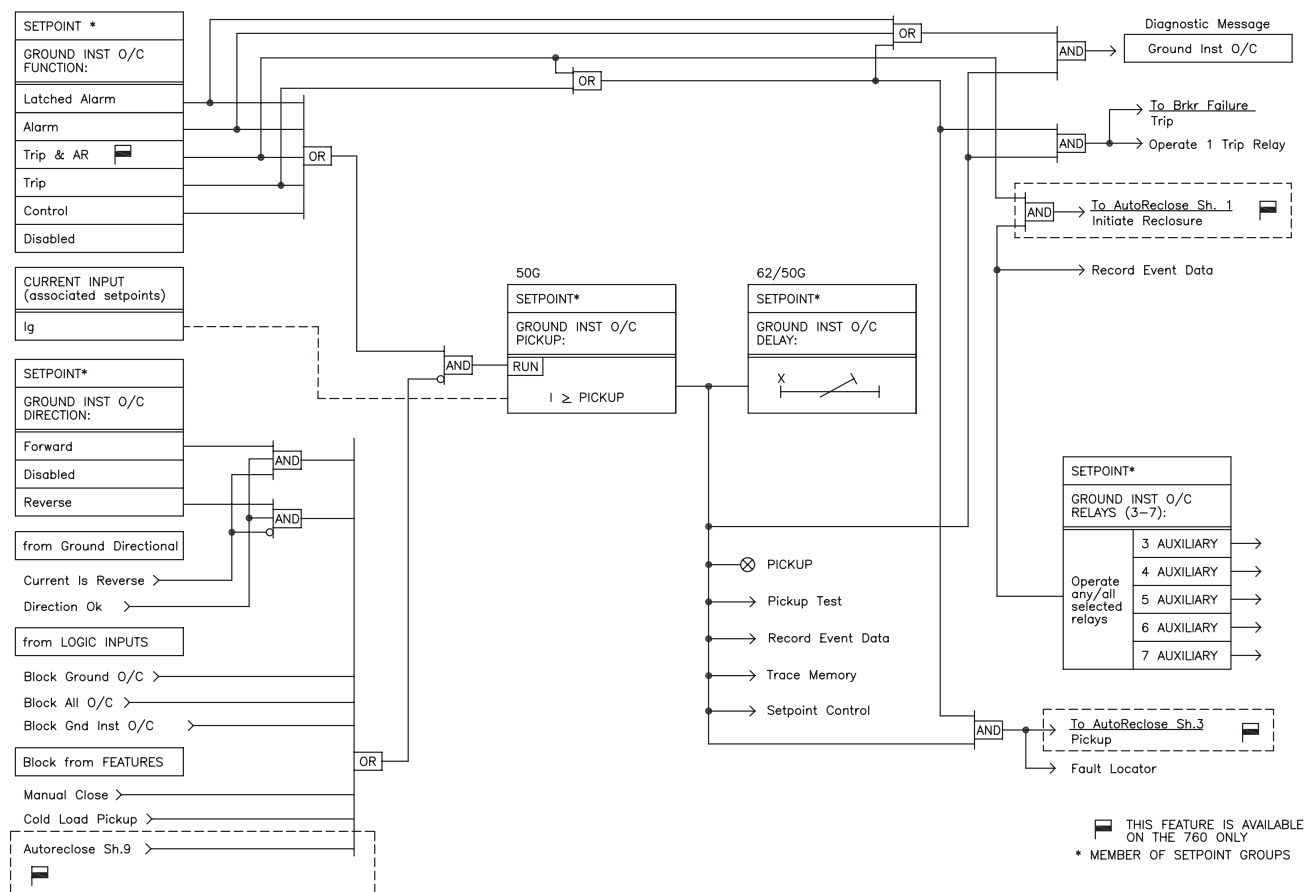 SETPOINT *
GROUND INST O/C
FUNCTION:
Latched Alarm
Alarm
Trip & AR
Trip
Control
Disabled
OR
CURRENT INPUT
(associated setpoints)
Ig
SETPOINT*
GROUND INST O/C
DIRECTION:
Forward
Disabled
Reverse
AND
AND
from Ground Directional
Current Is Reverse
Direction Ok
from LOGIC INPUTS
Block Ground O/C
Block All O/C
Block Gnd Inst O/C
Block from FEATURES
OR
Manual Close
Cold Load Pickup
Autoreclose Sh.9
AND
50G
SETPOINT*
GROUND INST O/C
PICKUP:
RUN
I ≥ PICKUP
62/50G
SETPOINT*
GROUND INST O/C
DELAY:
X
PICKUP
Pickup Test
Record Event Data
Trace Memory
Setpoint Control
OR
OR
AND
Diagnostic Message
Ground Inst O/C
AND
To Brkr Failure
Trip
Operate 1 Trip Relay
AND
To AutoReclose Sh. 1
Initiate Reclosure
Record Event Data
SETPOINT*
GROUND INST O/C
RELAYS (3-7):
Operate
any/all
selected
relays
3 AUXILIARY
4 AUXILIARY
5 AUXILIARY
6 AUXILIARY
7 AUXILIARY
AND
To AutoReclose Sh.3
Pickup
Fault Locator
THIS FEATURE IS AVAILABLE
ON THE 760 ONLY
* MEMBER OF SETPOINT GROUPS